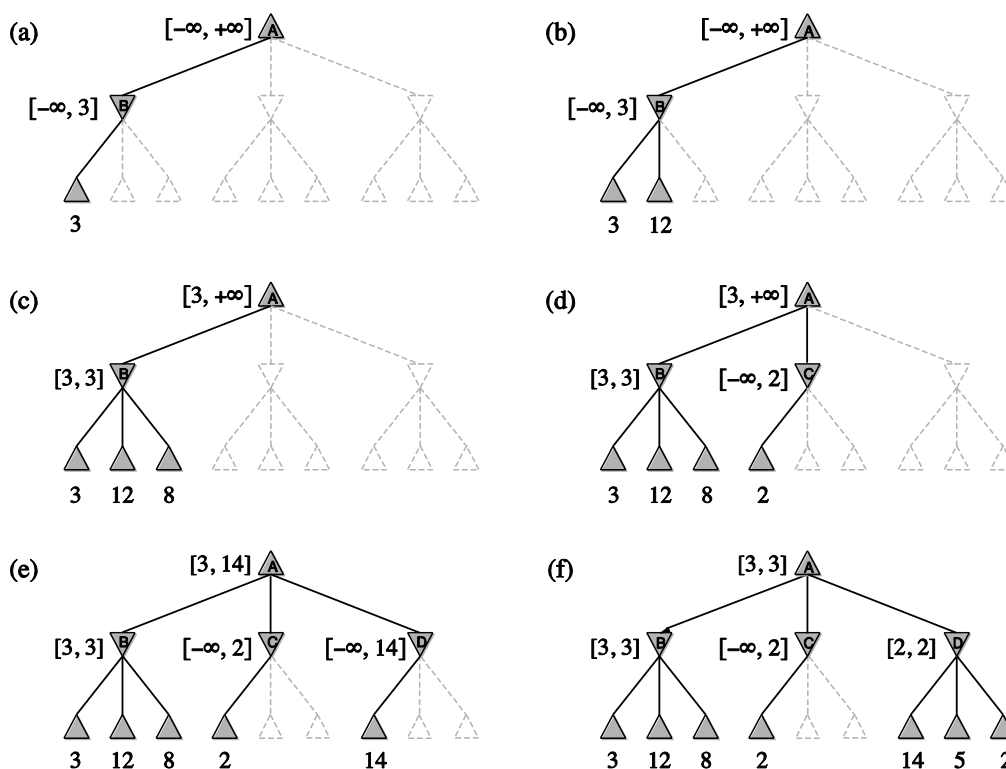 (a) [−∞, +∞] A
[−∞, 3] B
3
(b) [−∞, +∞] A
[−∞, 3] B
3 12
(c) [3, +∞] A
[3, 3] B
3 12 8
(d) [3, +∞] A
[3, 3] B [−∞, 2] C
3 12 8 2
(e) [3, 14] A
[3, 3] B [−∞, 2] C [−∞, 14] D
3 12 8 2 14
(f) [3, 3] A
[3, 3] B [−∞, 2] C [2, 2] D
3 12 8 2 14 5 2